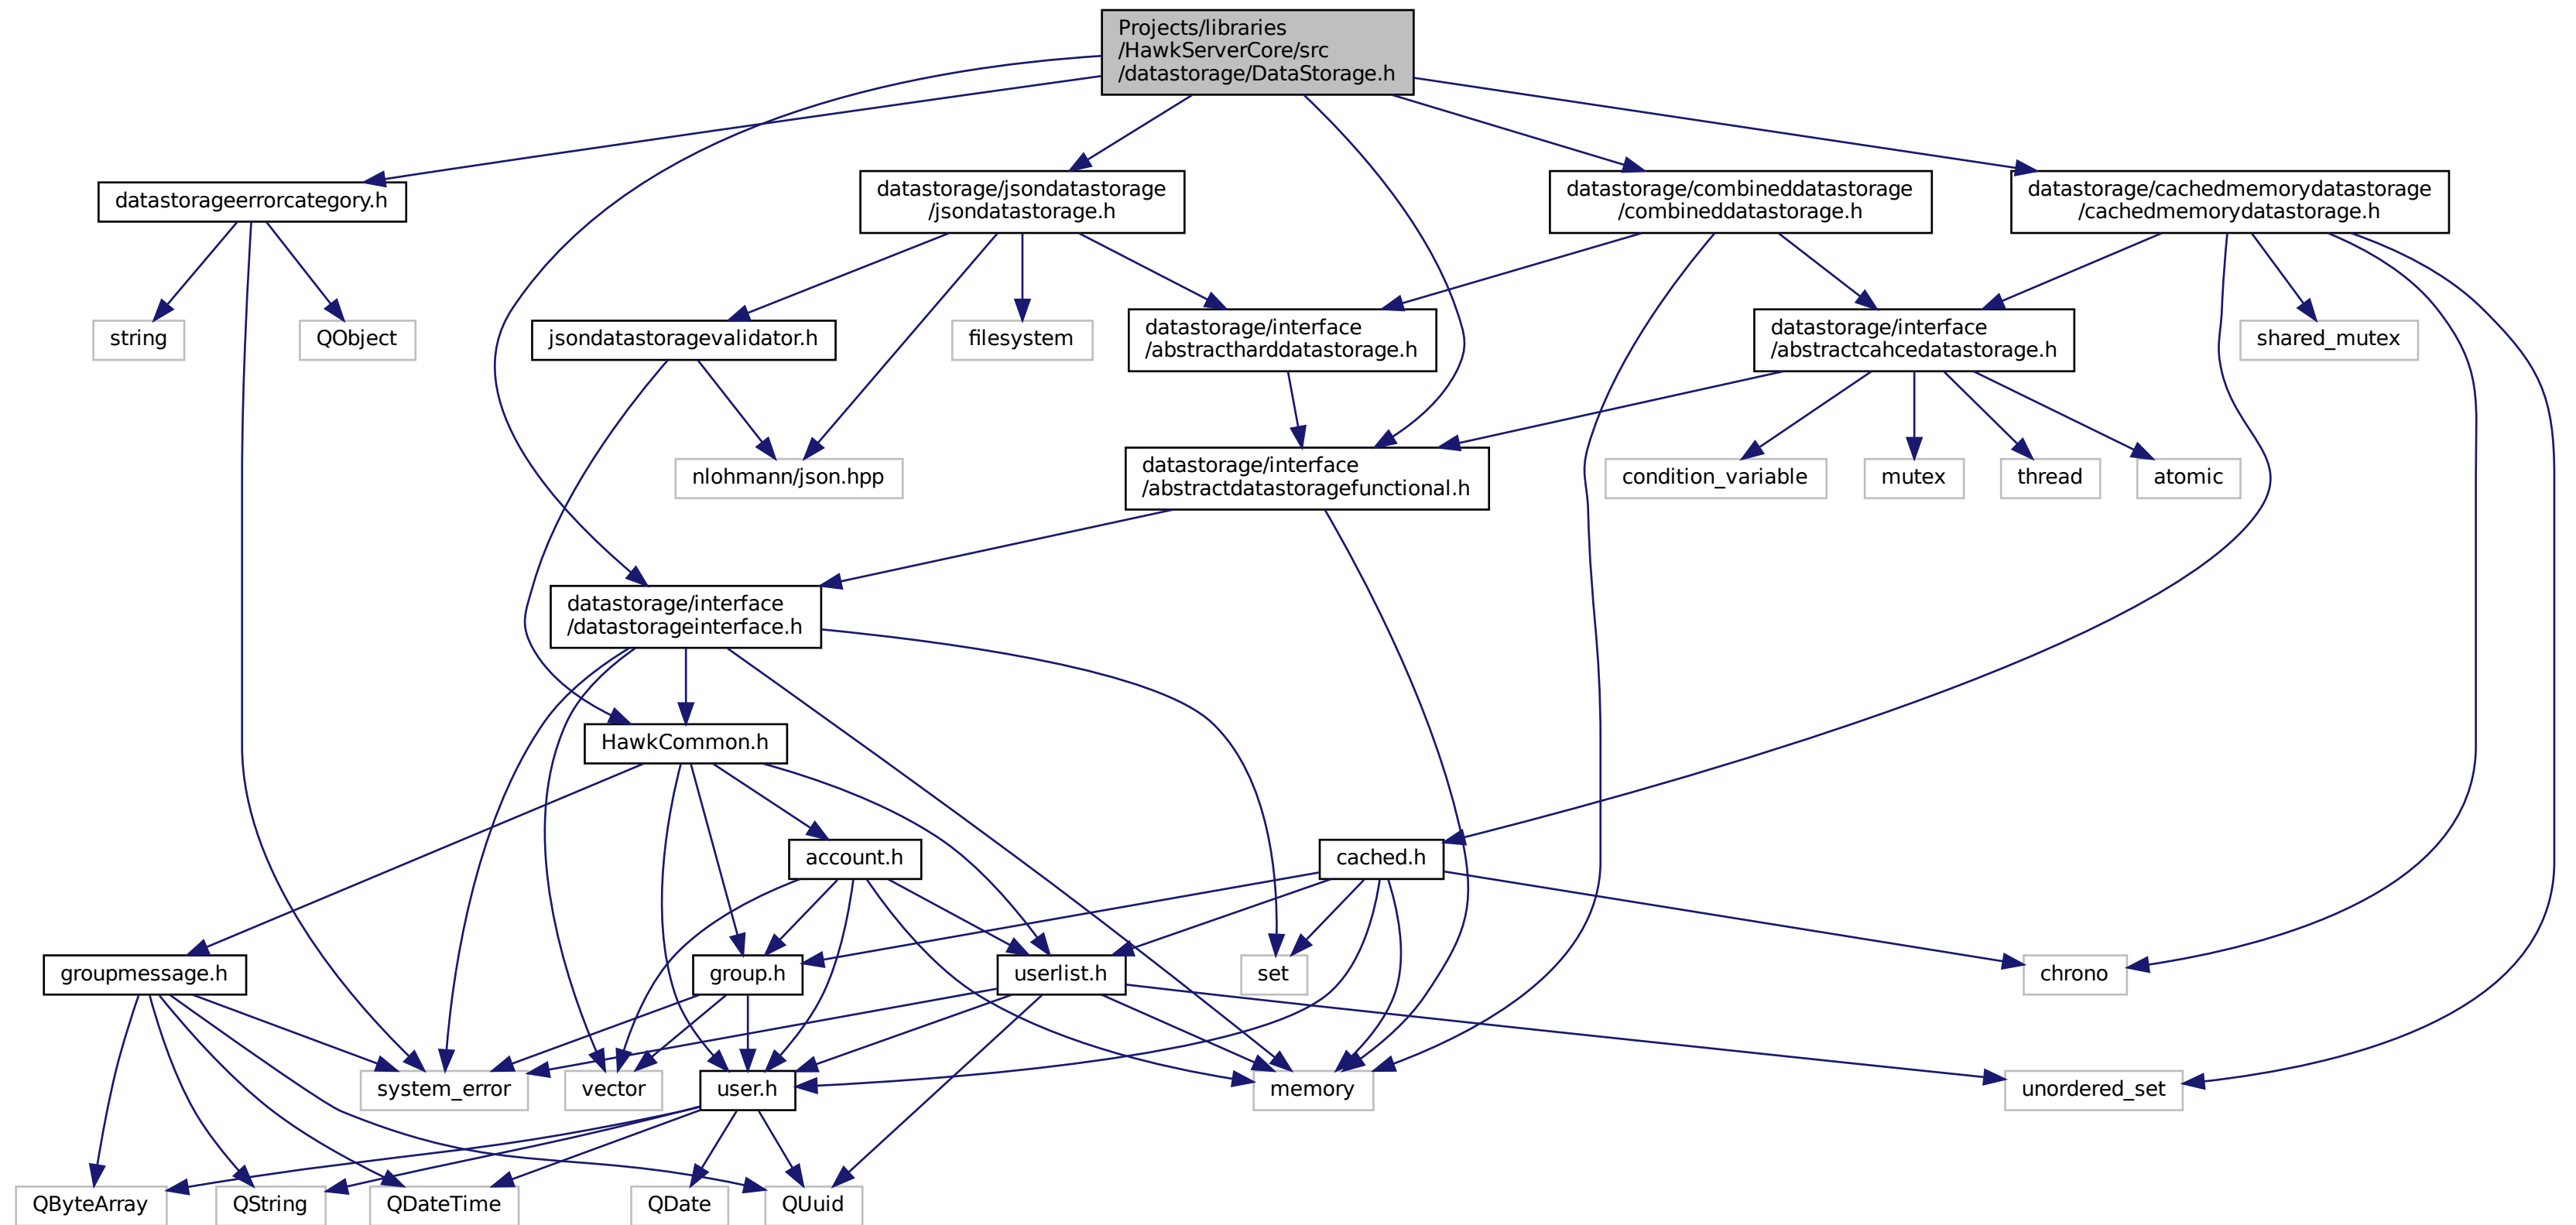 Projects/libraries
/HawkServerCore/src
/datastorage/DataStorage.h
datastorageerrorcategory.h
datastorage/jsondatastorage
/jsondatastorage.h
datastorage/combineddatastorage
/combineddatastorage.h
datastorage/cachedmemorydatastorage
/cachedmemorydatastorage.h
string
QObject
jsondatastoragevalidator.h
filesystem
datastorage/interface
/abstractharddatastorage.h
datastorage/interface
/abstractcahcedatastorage.h
shared_mutex
nlohmann/json.hpp
datastorage/interface
/abstractdatastoragefunctional.h
condition_variable
mutex
thread
atomic
datastorage/interface
/datastorageinterface.h
HawkCommon.h
account.h
cached.h
groupmessage.h
group.h
userlist.h
set
chrono
system_error
vector
user.h
memory
unordered_set
QByteArray
QString
QDateTime
QDate
QUuid